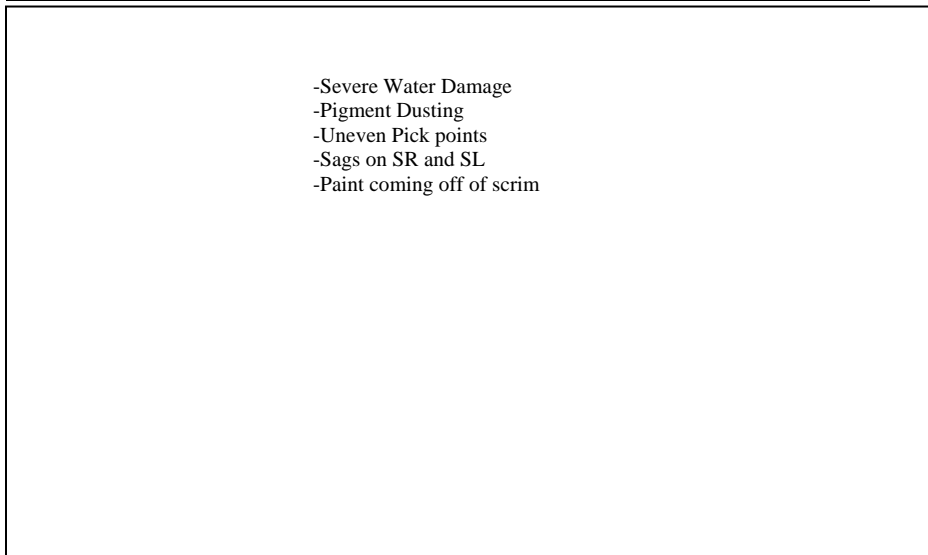 -Severe Water Damage
-Pigment Dusting
-Uneven Pick points
-Sags on SR and SL
-Paint coming off of scrim